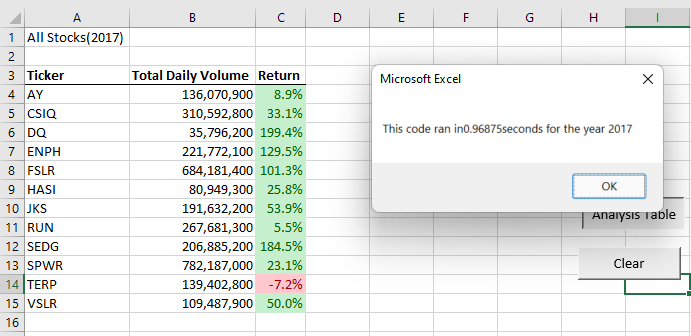 A B C D E F G H I
1 All Stocks(2017)
2
3 Ticker Total Daily Volume Return
4 AY 136,070,900 8.9%
5 CSIQ 310,592,800 33.1%
6 DQ 35,796,200 199.4%
7 ENPH 221,772,100 129.5%
8 FSLR 684,181,400 101.3%
9 HASI 80,949,300 25.8%
10 JKS 191,632,200 53.9%
11 RUN 267,681,300 5.5%
12 SEDG 206,885,200 184.5%
13 SPWR 782,187,000 23.1%
14 TERP 139,402,800 -7.2%
15 VSLR 109,487,900 50.0%
16
Microsoft Excel
This code ran in0.96875seconds for the year 2017
OK
Analysis Table
Clear